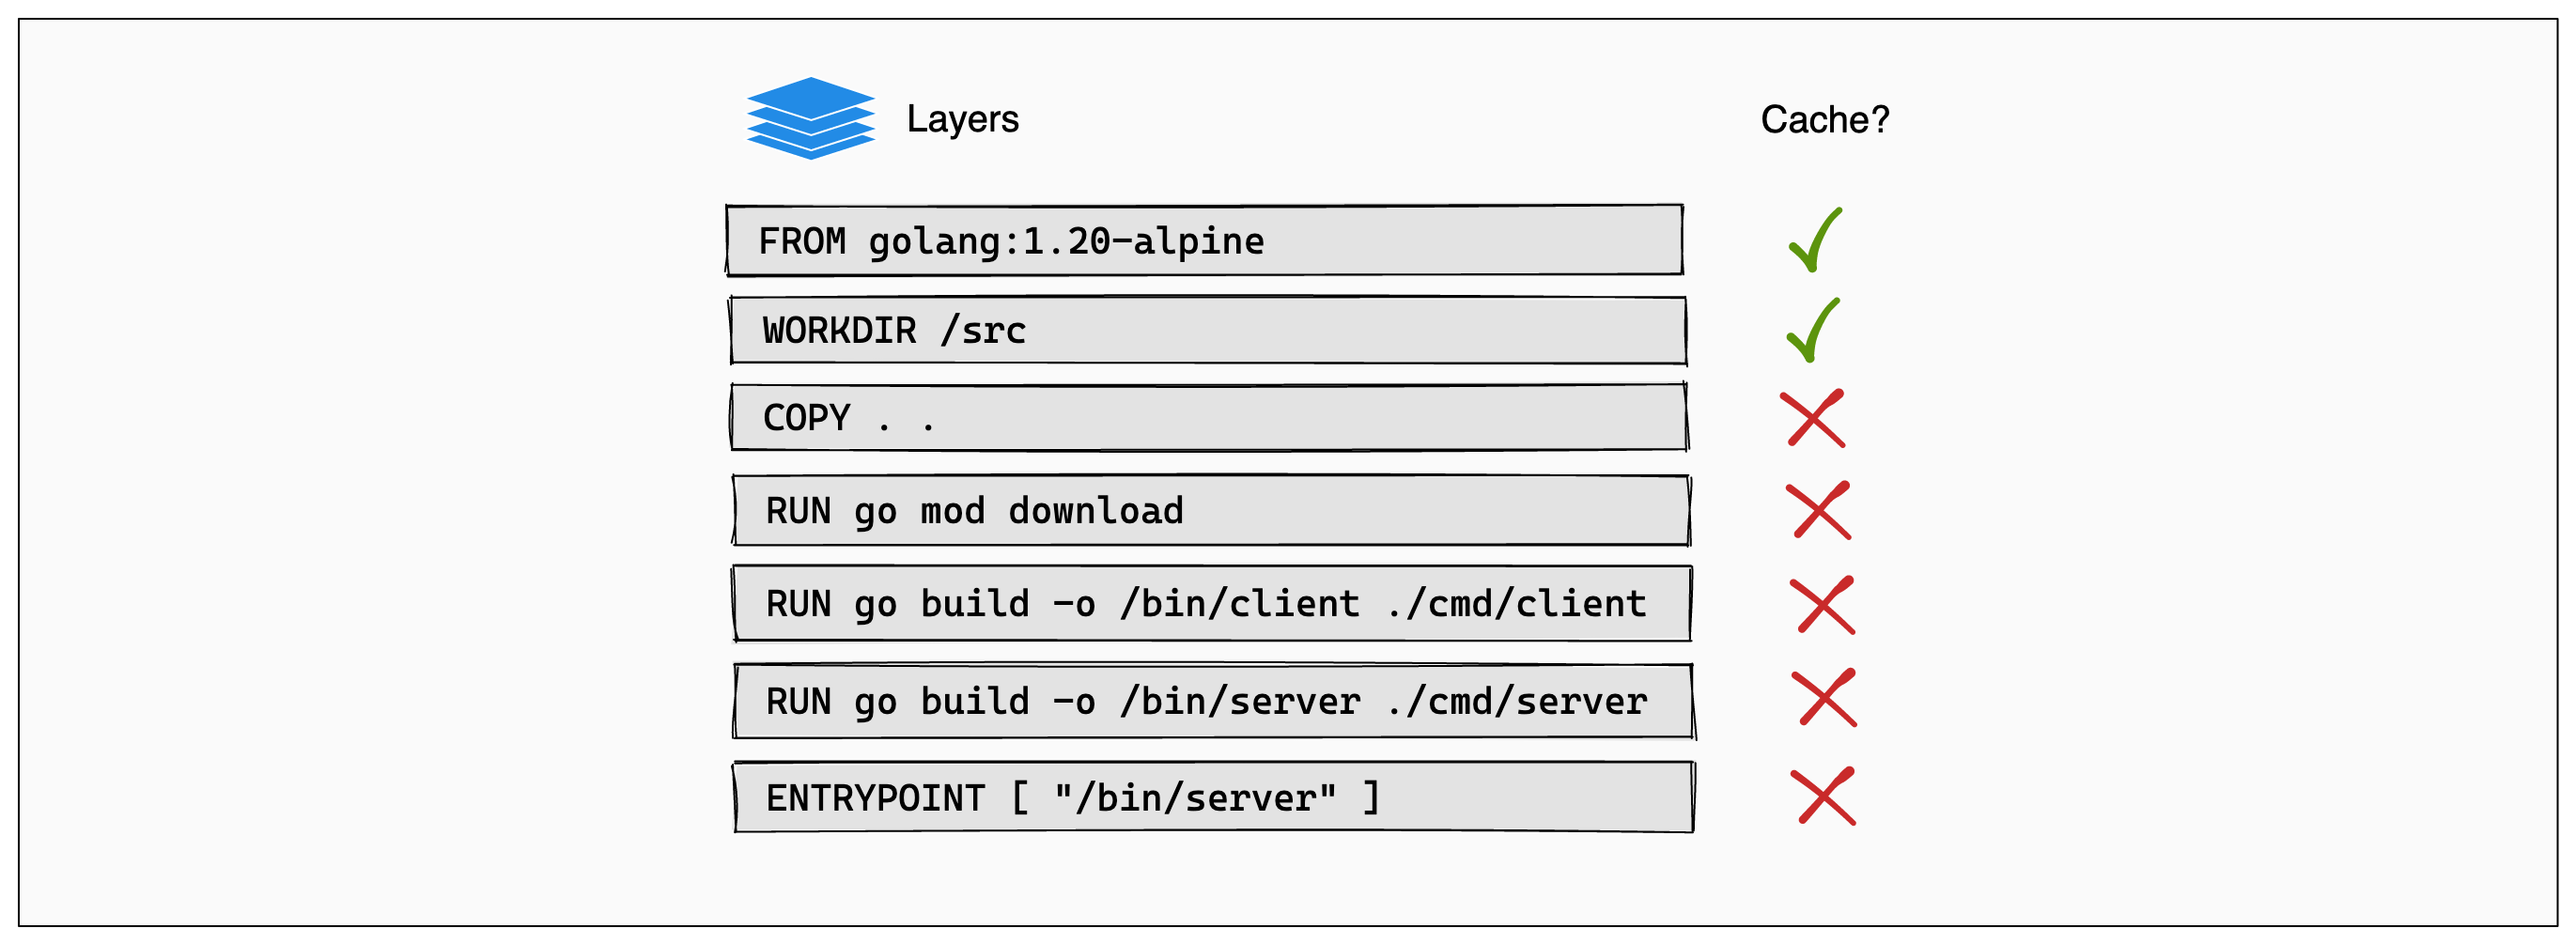 Layers
Cache?
FROM golang:1.20-alpine
WORKDIR /src
COPY . .
RUN go mod download
RUN go build -o /bin/client ./cmd/client
RUN go build -o /bin/server ./cmd/server
ENTRYPOINT [ "/bin/server" ]